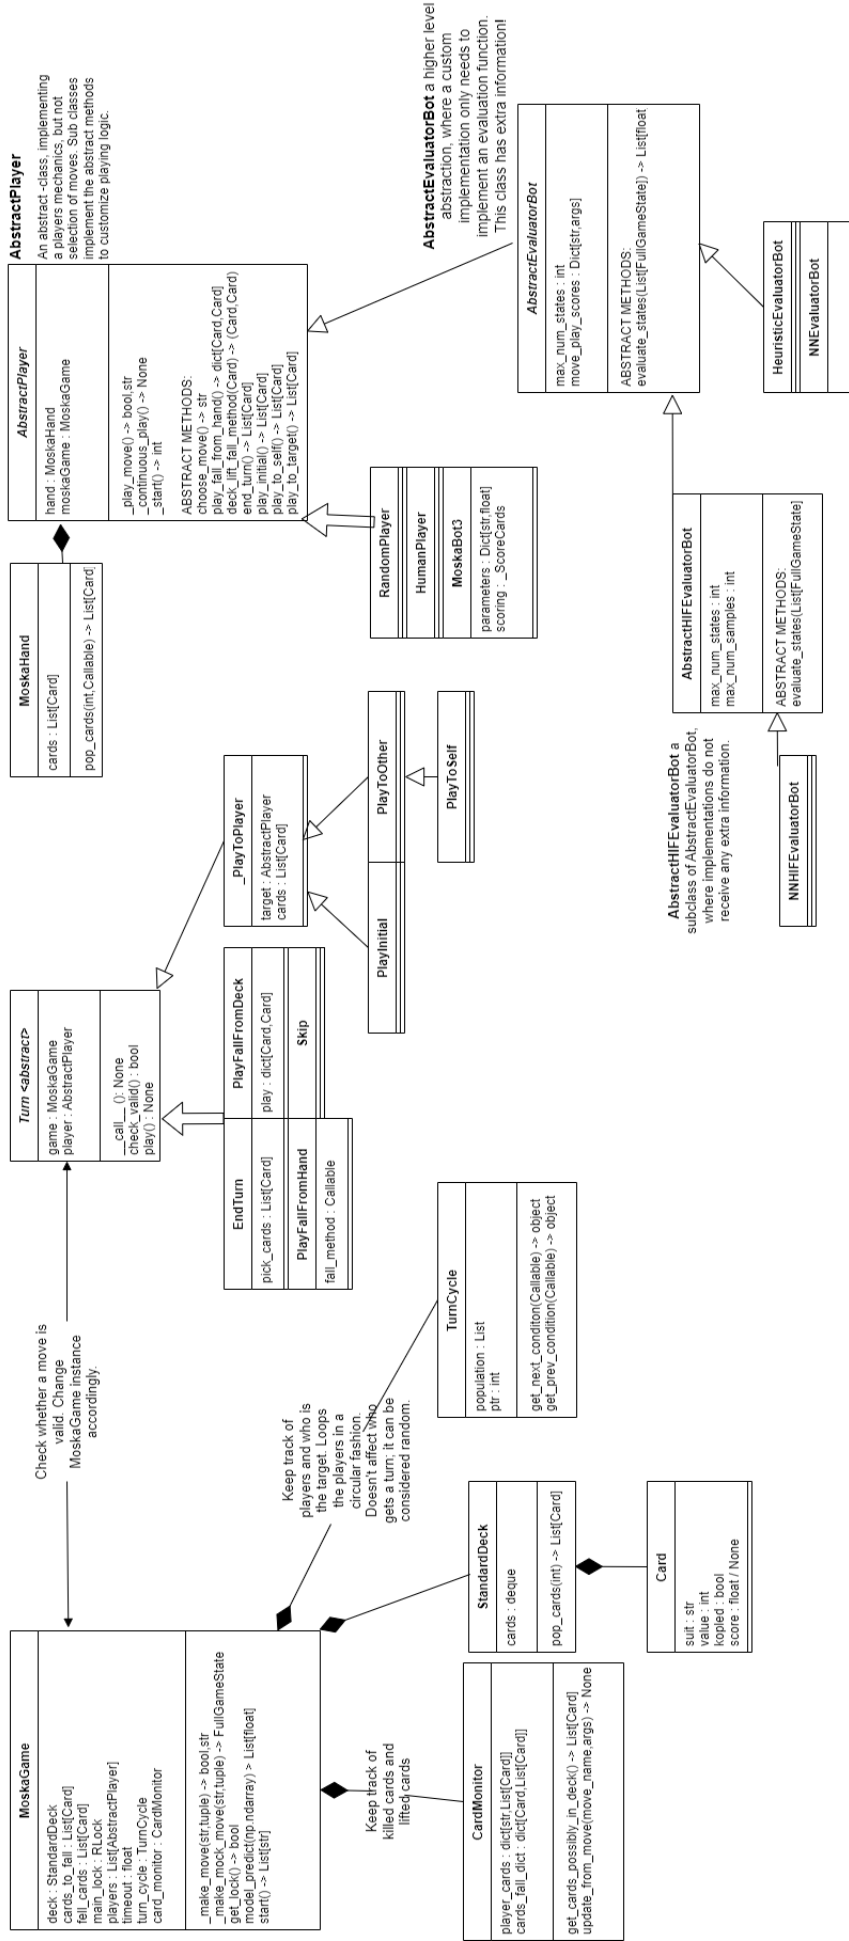 MoskaGame
deck : StandardDeck
cards_to_fall : List[Card]
fell_cards : List[Card]
main_lock : RLock
players : List[AbstractPlayer]
timeout : float
turn_cycle : TurnCycle
card_monitor : CardMonitor
_make_move(str,tuple) -> bool,str
_make_mock_move(str,tuple) -> FullGameState
get_lock() -> bool
model_predict(np.ndarray) > List[float]
start() -> List[str]
Check whether a move is
valid. Change
MoskaGame instance
accordingly.
Turn <abstract>
game : MoskaGame
player : AbstractPlayer
__call__ (): None
check_valid() : bool
play() : None
MoskaHand
cards : List[Card]
pop_cards(int,Callable) -> List[Card]
AbstractPlayer
hand : MoskaHand
moskaGame : MoskaGame
_play_move() -> bool,str
_continuous_play() -> None
_start() -> int
ABSTRACT METHODS:
choose_move() -> str
play_fall_from_hand() -> dict[Card,Card]
deck_lift_fall_method(Card) -> (Card,Card)
end_turn() -> List[Card]
play_initial() -> List[Card]
play_to_self() -> List[Card]
play_to_target() -> List[Card]
AbstractPlayer
An abstract -class, implementing
a players mechanics, but not
selection of moves. Sub classes
implement the abstract methods
to customize playing logic.
Keep track of
killed cards and
lifted cards
Keep track of
players and who is
the target. Loops
the players in a
circular fashion.
Doesn't affect who
gets a turn; it can be
considered random.
EndTurn
pick_cards : List[Card]
PlayFallFromHand
fall_method : Callable
PlayFallFromDeck
play : dict[Card,Card]
Skip
_PlayToPlayer
target : AbstractPlayer
cards : List[Card]
PlayInitial
PlayToOther
PlayToSelf
RandomPlayer
HumanPlayer
MoskaBot3
parameters : Dict[str,float]
scoring : _ScoreCards
AbstractEvaluatorBot a higher level
abstraction, where a custom
implementation only needs to
implement an evaluation function.
This class has extra information!
CardMonitor
player_cards : dict[str,List[Card]]
cards_fall_dict : dict[Card,List[Card]]
get_cards_possibly_in_deck() -> List[Card]
update_from_move(move_name,args) -> None
StandardDeck
cards : deque
pop_cards(int) -> List[Card]
TurnCycle
population : List
ptr : int
get_next_conditon(Callable) -> object
get_prev_condition(Callable) -> object
Card
suit : str
value : int
kopled : bool
score : float / None
AbstractEvaluatorBot
max_num_states : int
move_play_scores : Dict[str,args]
ABSTRACT METHODS:
evaluate_states(List[FullGameState]) -> List[float
AbstractHIFEvaluatorBot a
subclass of AbstractEvaluatorBot,
where implementations do not
receive any extra information.
AbstractHIFEvaluatorBot
max_num_states : int
max_num_samples : int
ABSTRACT METHODS:
evaluate_states(List[FullGameState]
NNHIFEvaluatorBot
HeuristicEvaluatorBot
NNEvaluatorBot